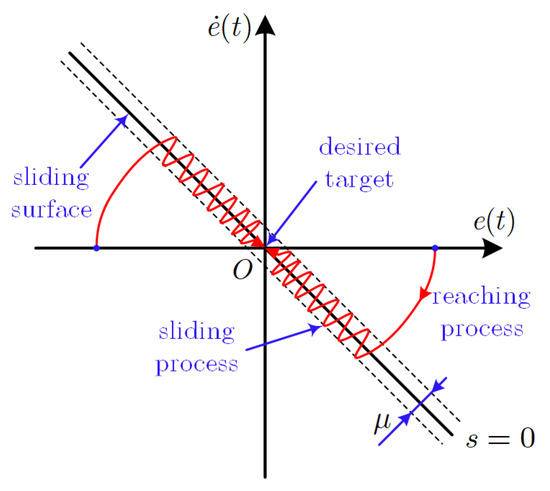 ė(t)
desired
target
sliding
surface
e(t)
O
reaching
process
sliding
process
μ
s = 0